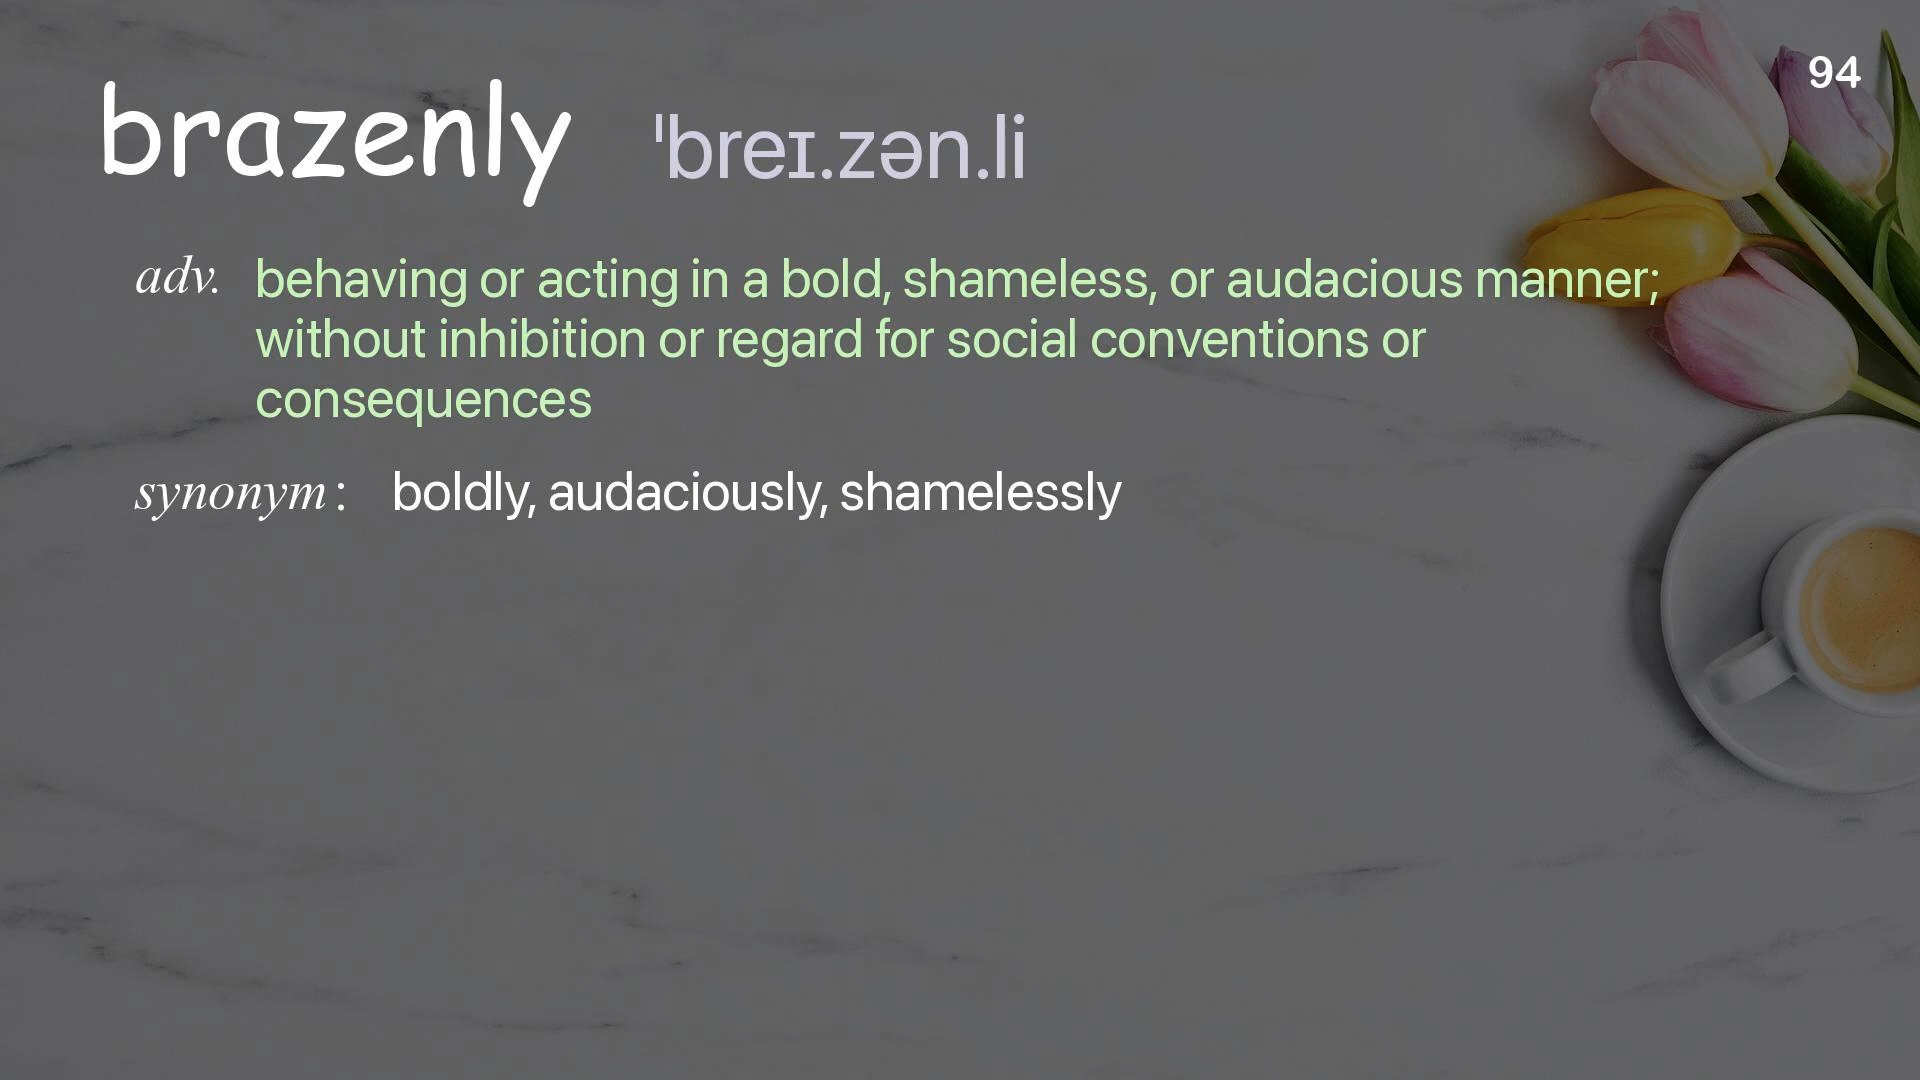 94
brazenly ˈbreɪ.zən.li
adv. behaving or acting in a bold, shameless, or audacious manner;
without inhibition or regard for social conventions or
consequences
synonym: boldly, audaciously, shamelessly